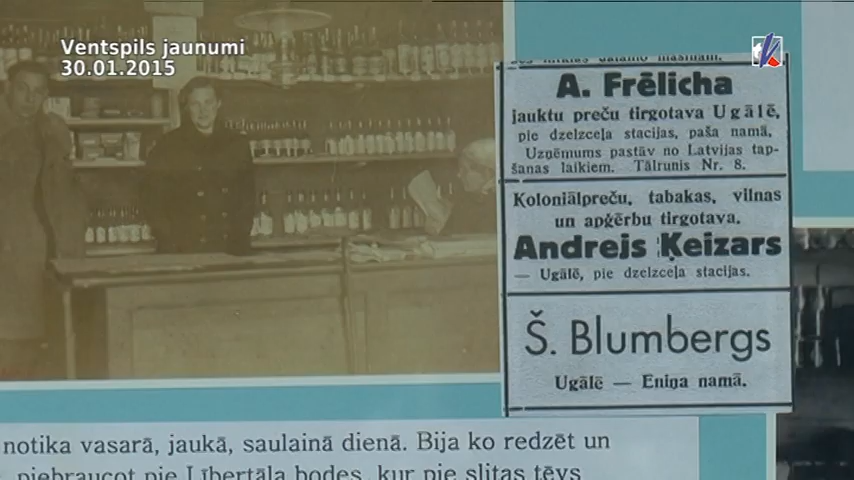 Ventspils jaunumi
30.01.2015
A. Frēlicha
jauktu preču tirgotava Ugālē,
pie dzelzceļa stacijas, paša namā,
Uzņēmums pastāv no Latvijas tap-
šanas laikiem. Tālrunis Nr. 8.
Koloniālpreču, tabakas, vilnas
un apģērbu tirgotava.
Andrejs Ķeizars
— Ugālē, pie dzelzceļa stacijas.
Š. Blumbergs
Ugālē — Eniņa namā.
notika vasarā, jaukā, saulainā dienā. Bija ko redzēt un
piebraucot pie Lībertāla bodes, kur pie slitas tēvs